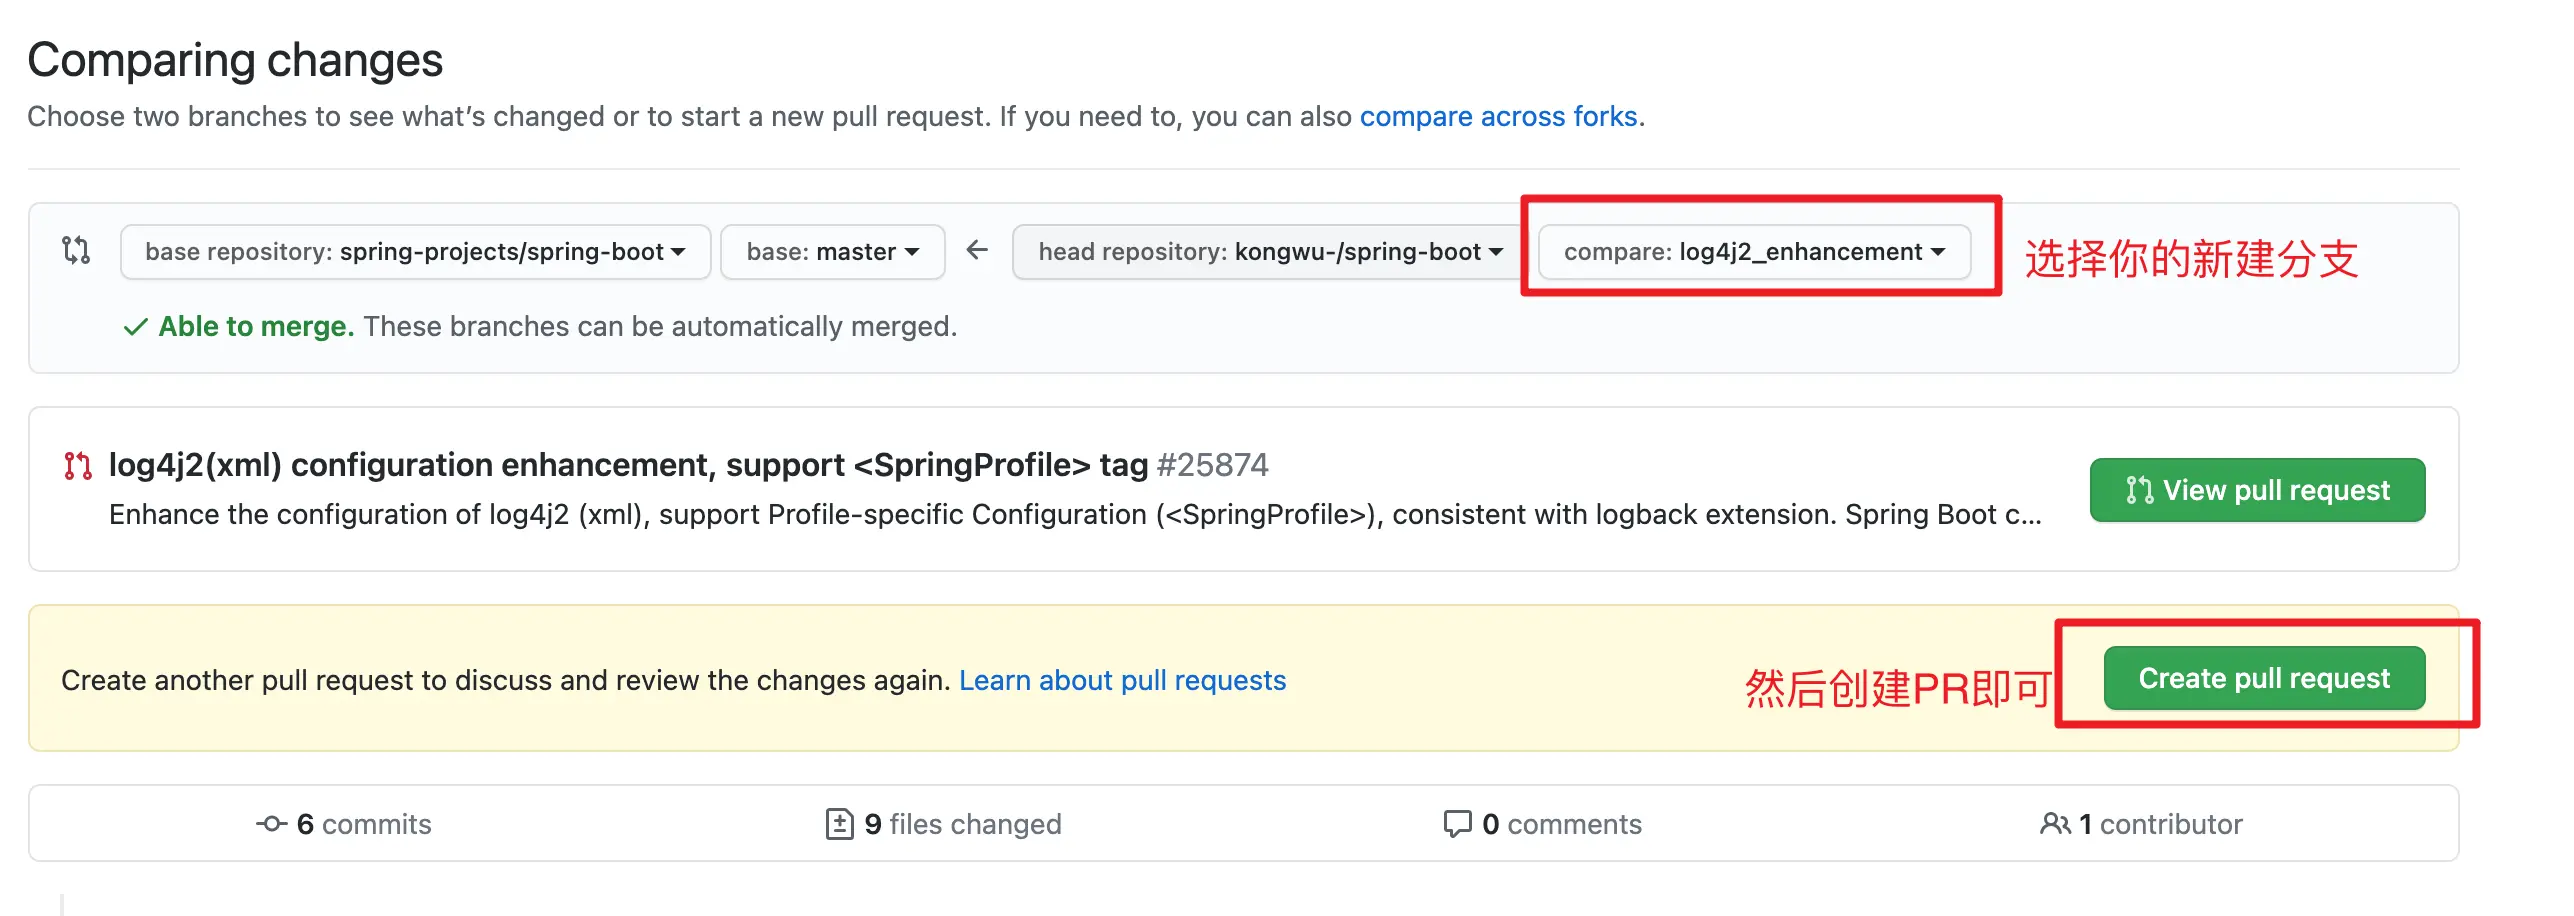 Comparing changes
Choose two branches to see what’s changed or to start a new pull request. If you need to, you can also compare across forks.
base repository: spring-projects/spring-boot base: master head repository: kongwu-/spring-boot compare: log4j2_enhancement 选择你的新建分支
Able to merge. These branches can be automatically merged.
log4j2(xml) configuration enhancement, support <SpringProfile> tag #25874
Enhance the configuration of log4j2 (xml), support Profile-specific Configuration (<SpringProfile>), consistent with logback extension. Spring Boot c...
View pull request
Create another pull request to discuss and review the changes again. Learn about pull requests 然后创建PR即可 Create pull request
6 commits 9 files changed 0 comments 1 contributor